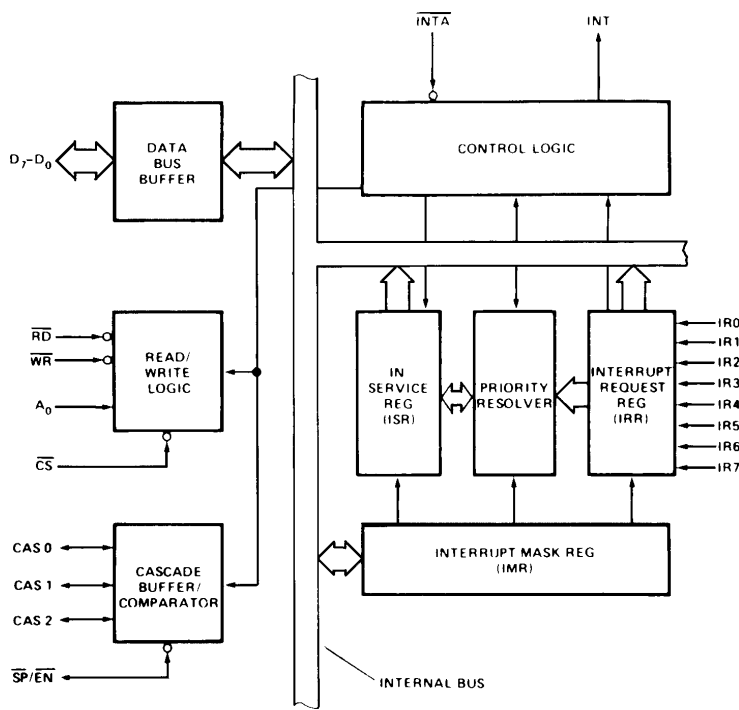 INTA
INT
DATA
BUS
BUFFER
D7-D0
CONTROL LOGIC
RD
WR
A0
CS
READ/
WRITE
LOGIC
IN
SERVICE
REG
(ISR)
PRIORITY
RESOLVER
INTERRUPT
REQUEST
REG
(IRR)
IR0
IR1
IR2
IR3
IR4
IR5
IR6
IR7
CAS 0
CAS 1
CAS 2
SP/EN
CASCADE
BUFFER/
COMPARATOR
INTERRUPT MASK REG
(IMR)
INTERNAL BUS